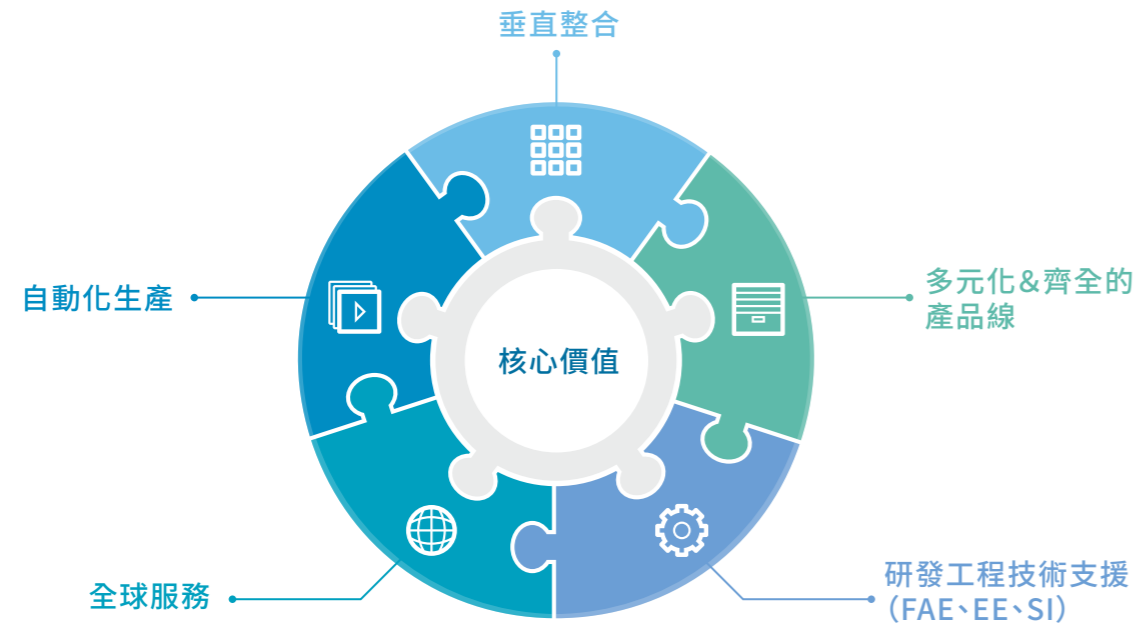 垂直整合
自動化生產
多元化&齊全的
產品線
核心價值
全球服務
研發工程技術支援
(FAE、EE、SI)